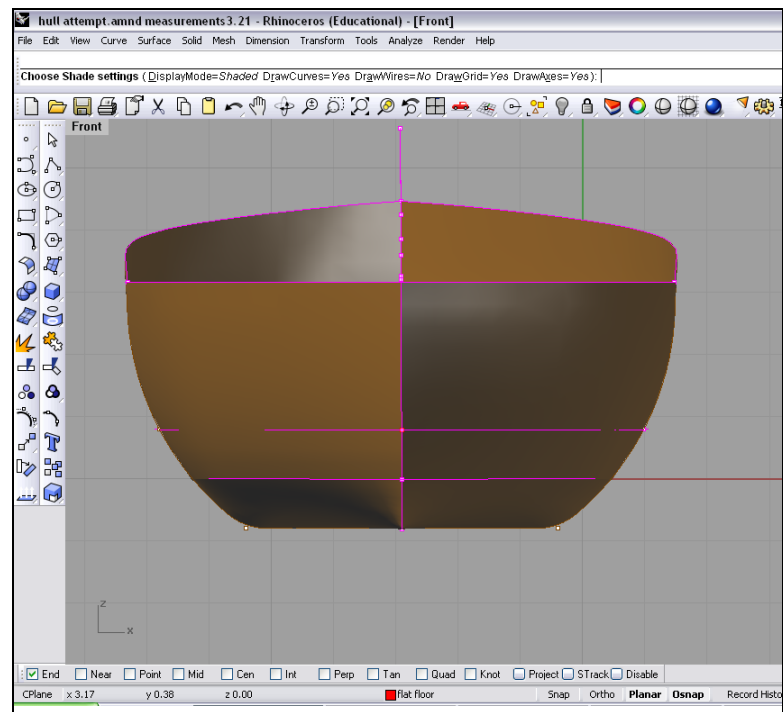 hull attempt.amnd measurements3.21 - Rhinoceros (Educational) - [Front]
File Edit View Curve Surface Solid Mesh Dimension Transform Tools Analyze Render Help
Choose Shade settings ( DisplayMode=Shaded DrawCurves=Yes DrawWires=No DrawGrid=Yes DrawAxes=Yes):
Front
z
x
End Near Point Mid Cen Int Perp Tan Quad Knot Project STrack Disable
CPlane x 3.17 y 0.38 z 0.00 flat floor Snap Ortho Planar Osnap Record Histo